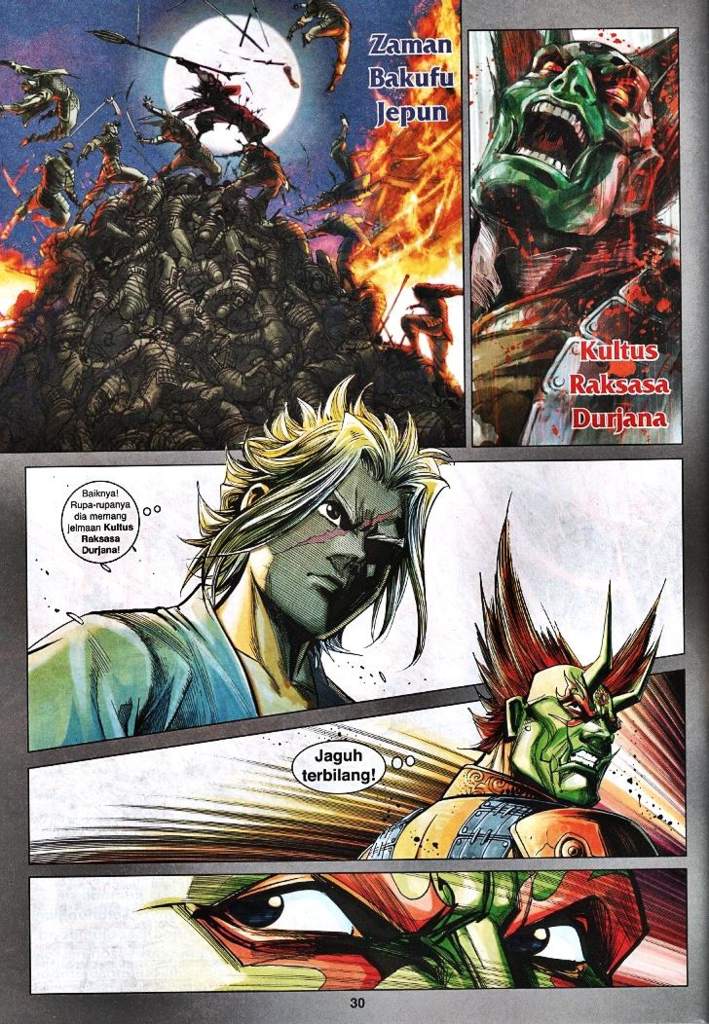 Zaman
Bakufu
Jepun
Kultus
Raksasa
Durjana
Baiknya!
Rupa-rupanya
dia memang
jelmaan Kultus
Raksasa
Durjana!
Jaguh
terbilang!
30